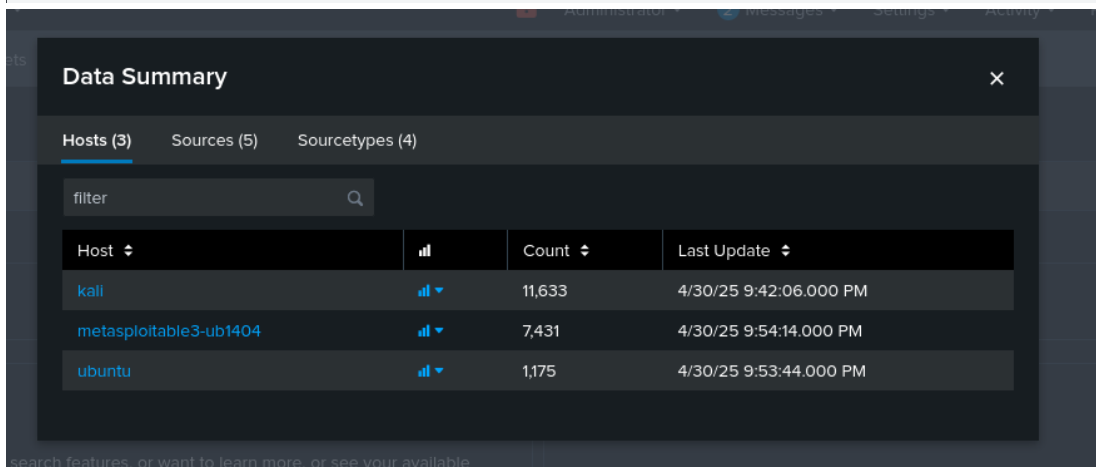 Administrator
2 Messages Settings Activity
ets
Data Summary
Hosts (3) Sources (5) Sourcetypes (4)
filter
Host Count Last Update
kali 11,633 4/30/25 9:42:06.000 PM
metasploitable3-ub1404 7,431 4/30/25 9:54:14.000 PM
ubuntu 1,175 4/30/25 9:53:44.000 PM
search features, or want to learn more, or see your available